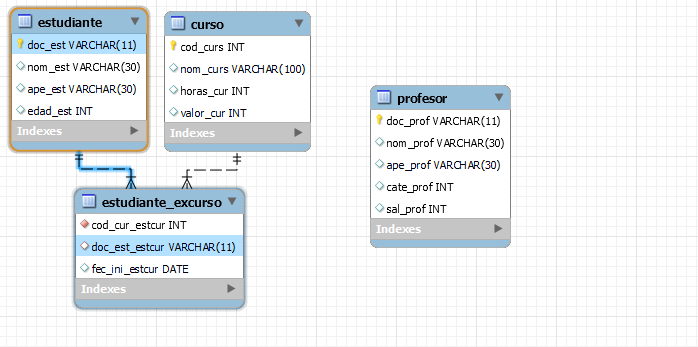 estudiante
doc_est VARCHAR(11)
nom_est VARCHAR(30)
ape_est VARCHAR(30)
edad_est INT
Indexes
curso
cod_curs INT
nom_curs VARCHAR(100)
horas_cur INT
valor_cur INT
Indexes
profesor
doc_prof VARCHAR(11)
nom_prof VARCHAR(30)
ape_prof VARCHAR(30)
cate_prof INT
sal_prof INT
Indexes
estudiante_excurso
cod_cur_estcur INT
doc_est_estcur VARCHAR(11)
fec_ini_estcur DATE
Indexes